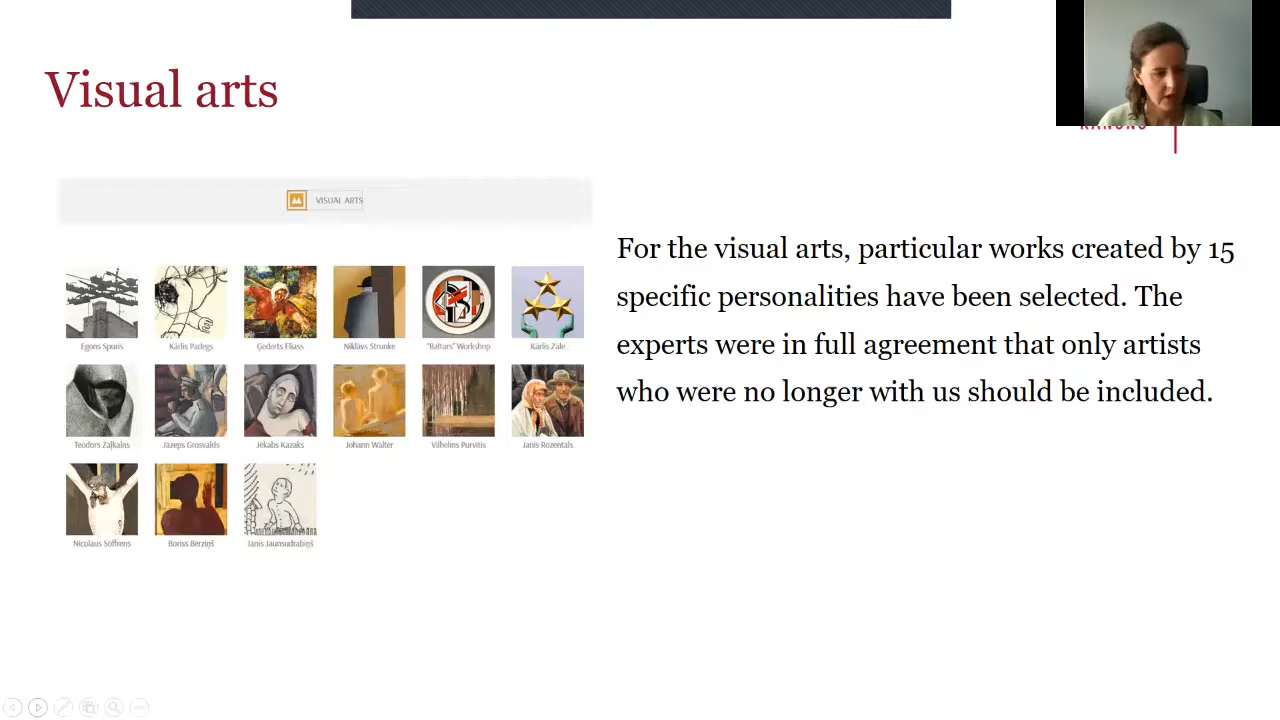 Visual arts
KANONS
VISUAL ARTS
For the visual arts, particular works created by 15
specific personalities have been selected. The
experts were in full agreement that only artists
who were no longer with us should be included.
Egons Spuris
Kārlis Padegs
Ģederts Eliass
Niklāvs Strunke
"Baltars" Workshop
Kārlis Zāle
Teodors Zaļkalns
Jāzeps Grosvalds
Jēkabs Kazaks
Johann Walter
Vilhelms Purvītis
Janis Rozentāls
Nicolaus Söffrens
Boriss Bērziņš
Jānis Jaunsudrabiņš